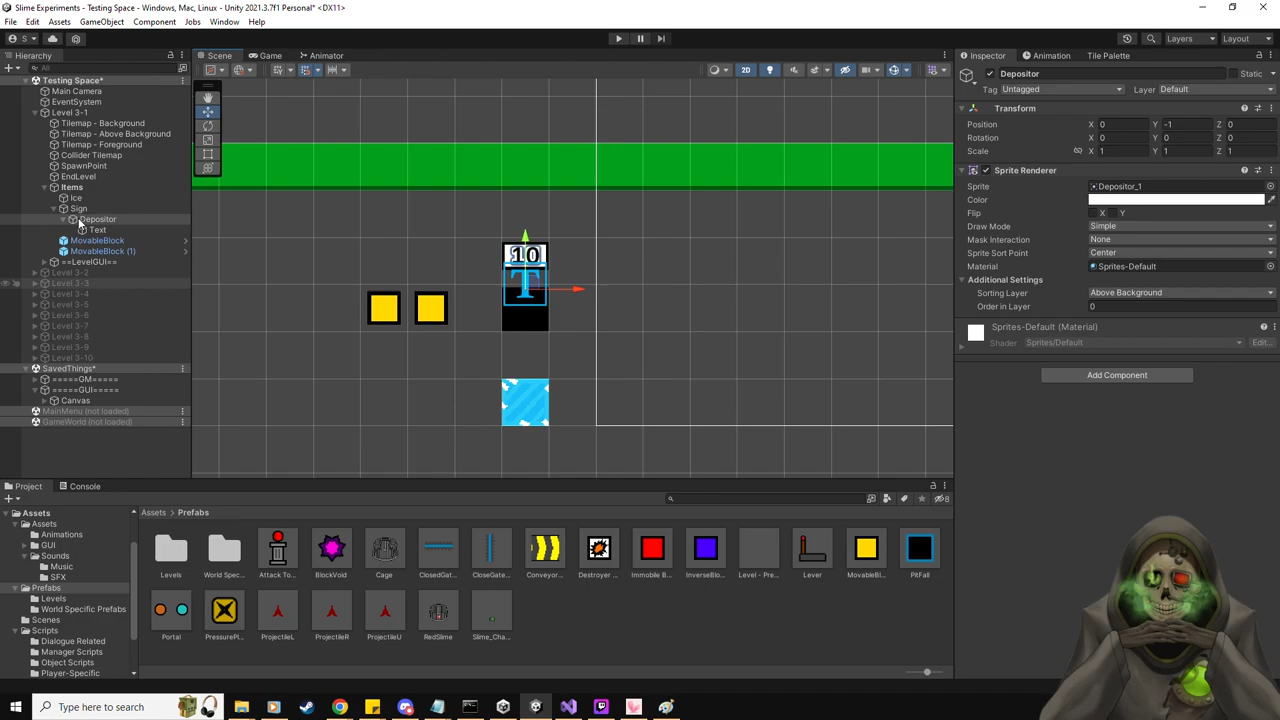 Slime Experiments - Testing Space - Windows, Mac, Linux - Unity 2021.3.7f1 Personal* <DX11>
File Edit Assets GameObject Component Jobs Window Help
S Layers Layout
Hierarchy Scene Game Animator Inspector Animation Tile Palette
All 2D
Testing Space*
Main Camera
EventSystem
Level 3-1
Tilemap - Background
Tilemap - Above Background
Tilemap - Foreground
Collider Tilemap
SpawnPoint
EndLevel
Items
Ice
Sign
Depositor
Text
MovableBlock
MovableBlock (1)
==LevelGUI==
Level 3-2
Level 3-3
Level 3-4
Level 3-5
Level 3-6
Level 3-7
Level 3-8
Level 3-9
Level 3-10
SavedThings*
=====GM=====
=====GUI=====
Canvas
MainMenu (not loaded)
GameWorld (not loaded)
10
T
Depositor Static
Tag Untagged Layer Default
Transform
Position X 0 Y -1 Z 0
Rotation X 0 Y 0 Z 0
Scale X 1 Y 1 Z 1
Sprite Renderer
Sprite Depositor_1
Color
Flip X Y
Draw Mode Simple
Mask Interaction None
Sprite Sort Point Center
Material Sprites-Default
Additional Settings
Sorting Layer Above Background
Order in Layer 0
Sprites-Default (Material)
Shader Sprites/Default Edit...
Add Component
Project Console
8
Assets
Assets
Animations
GUI
Sounds
Music
SFX
Prefabs
Levels
World Specific Prefabs
Scenes
Scripts
Dialogue Related
Manager Scripts
Object Scripts
Player-Specific
Assets > Prefabs
Levels World Spec... Attack To... BlockVoid Cage ClosedGat... CloseGate... Conveyor... Destroyer ... Immobile B... InverseBlo... Level - Pre... Lever MovableBl... PitFall
Portal PressurePl... ProjectileL ProjectileR ProjectileU RedSlime Slime_Cha...
Type here to search